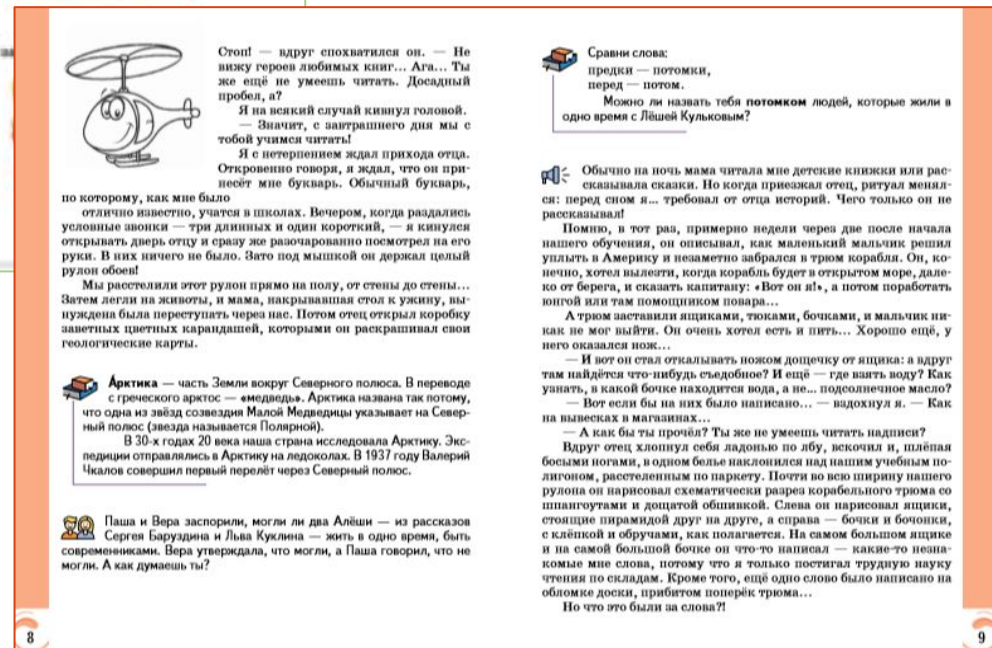 Стоп! — вдруг спохватился он. — Не
вижу героев любимых книг... Ага... Ты
же ещё не умеешь читать. Досадный
пробел, а?
Я на всякий случай кивнул головой.
— Значит, с завтрашнего дня мы с
тобой учимся читать!
Я с нетерпением ждал прихода отца.
Откровенно говоря, я ждал, что он при-
несёт мне букварь. Обычный букварь,
по которому, как мне было
отлично известно, учатся в школах. Вечером, когда раздались
условные звонки — три длинных и один короткий, — я кинулся
открывать дверь отцу и сразу же разочарованно посмотрел на его
руки. В них ничего не было. Зато под мышкой он держал целый
рулон обоев!
Мы расстелили этот рулон прямо на полу, от стены до стены...
Затем легли на животы, и мама, накрывавшая стол к ужину, вы-
нуждена была переступать через нас. Потом отец открыл коробку
заветных цветных карандашей, которыми он раскрашивал свои
геологические карты.
Арктика — часть Земли вокруг Северного полюса. В переводе
с греческого арктос — «медведь». Арктика названа так потому,
что одна из звёзд созвездия Малой Медведицы указывает на Север-
ный полюс (звезда называется Полярной).
В 30-х годах 20 века наша страна исследовала Арктику. Экс-
педиции отправлялись в Арктику на ледоколах. В 1937 году Валерий
Чкалов совершил первый перелёт через Северный полюс.
Паша и Вера заспорили, могли ли два Алёши — из рассказов
Сергея Баруздина и Льва Куклина — жить в одно время, быть
современниками. Вера утверждала, что могли, а Паша говорил, что не
могли. А как думаешь ты?
8
Сравни слова:
предки — потомки,
перед — потом.
Можно ли назвать тебя потомком людей, которые жили в
одно время с Лёшей Кульковым?
Обычно на ночь мама читала мне детские книжки или рас-
сказывала сказки. Но когда приезжал отец, ритуал менял-
ся: перед сном я... требовал от отца историй. Чего только он не
рассказывал!
Помню, в тот раз, примерно недели через две после начала
нашего обучения, он описывал, как маленький мальчик решил
уплыть в Америку и незаметно забрался в трюм корабля. Он, ко-
нечно, хотел вылезти, когда корабль будет в открытом море, дале-
ко от берега, и сказать капитану: «Вот он я!», а потом поработать
юнгой или там помощником повара...
А трюм заставили ящиками, тюками, бочками, и мальчик ни-
как не мог выйти. Он очень хотел есть и пить... Хорошо ещё, у
него оказался нож...
— И вот он стал откалывать ножом дощечку от ящика: а вдруг
там найдётся что-нибудь съедобное? И ещё — где взять воду? Как
узнать, в какой бочке находится вода, а не... подсолнечное масло?
— Вот если бы на них было написано... — вздохнул я. — Как
на вывесках в магазинах...
— А как бы ты прочёл? Ты же не умеешь читать надписи?
Вдруг отец хлопнул себя ладонью по лбу, вскочил и, шлёпая
босыми ногами, в одном белье наклонился над нашим учебным по-
лигоном, расстеленным по паркету. Почти во всю ширину нашего
рулона он нарисовал схематически разрез корабельного трюма со
шпангоутами и дощатой обшивкой. Слева он нарисовал ящики,
стоящие пирамидой друг на друге, а справа — бочки и бочонки,
с клёпкой и обручами, как полагается. На самом большом ящике
и на самой большой бочке он что-то написал — какие-то незна-
комые мне слова, потому что я только постигал трудную науку
чтения по складам. Кроме того, ещё одно слово было написано на
обломке доски, прибитом поперёк трюма...
Но что это были за слова?!
9